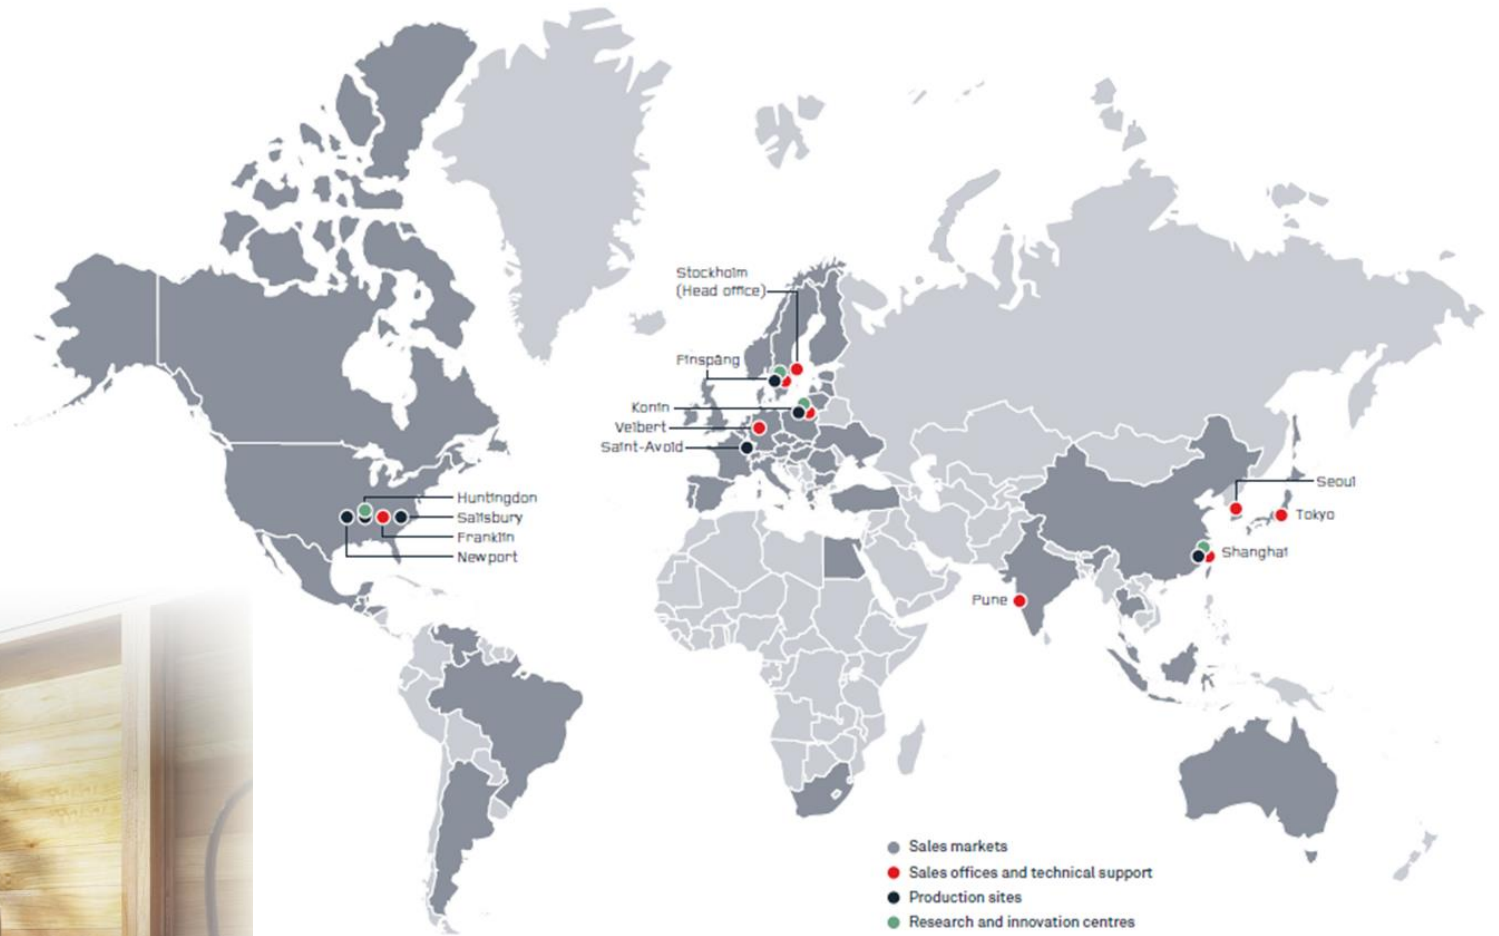 Stockholm
(Head office)
Finspång
Konin
Velbert
Saint-Avold
Huntingdon
Salisbury
Franklin
Newport
Seoul
Tokyo
Shanghai
Pune
Sales markets
Sales offices and technical support
Production sites
Research and innovation centres